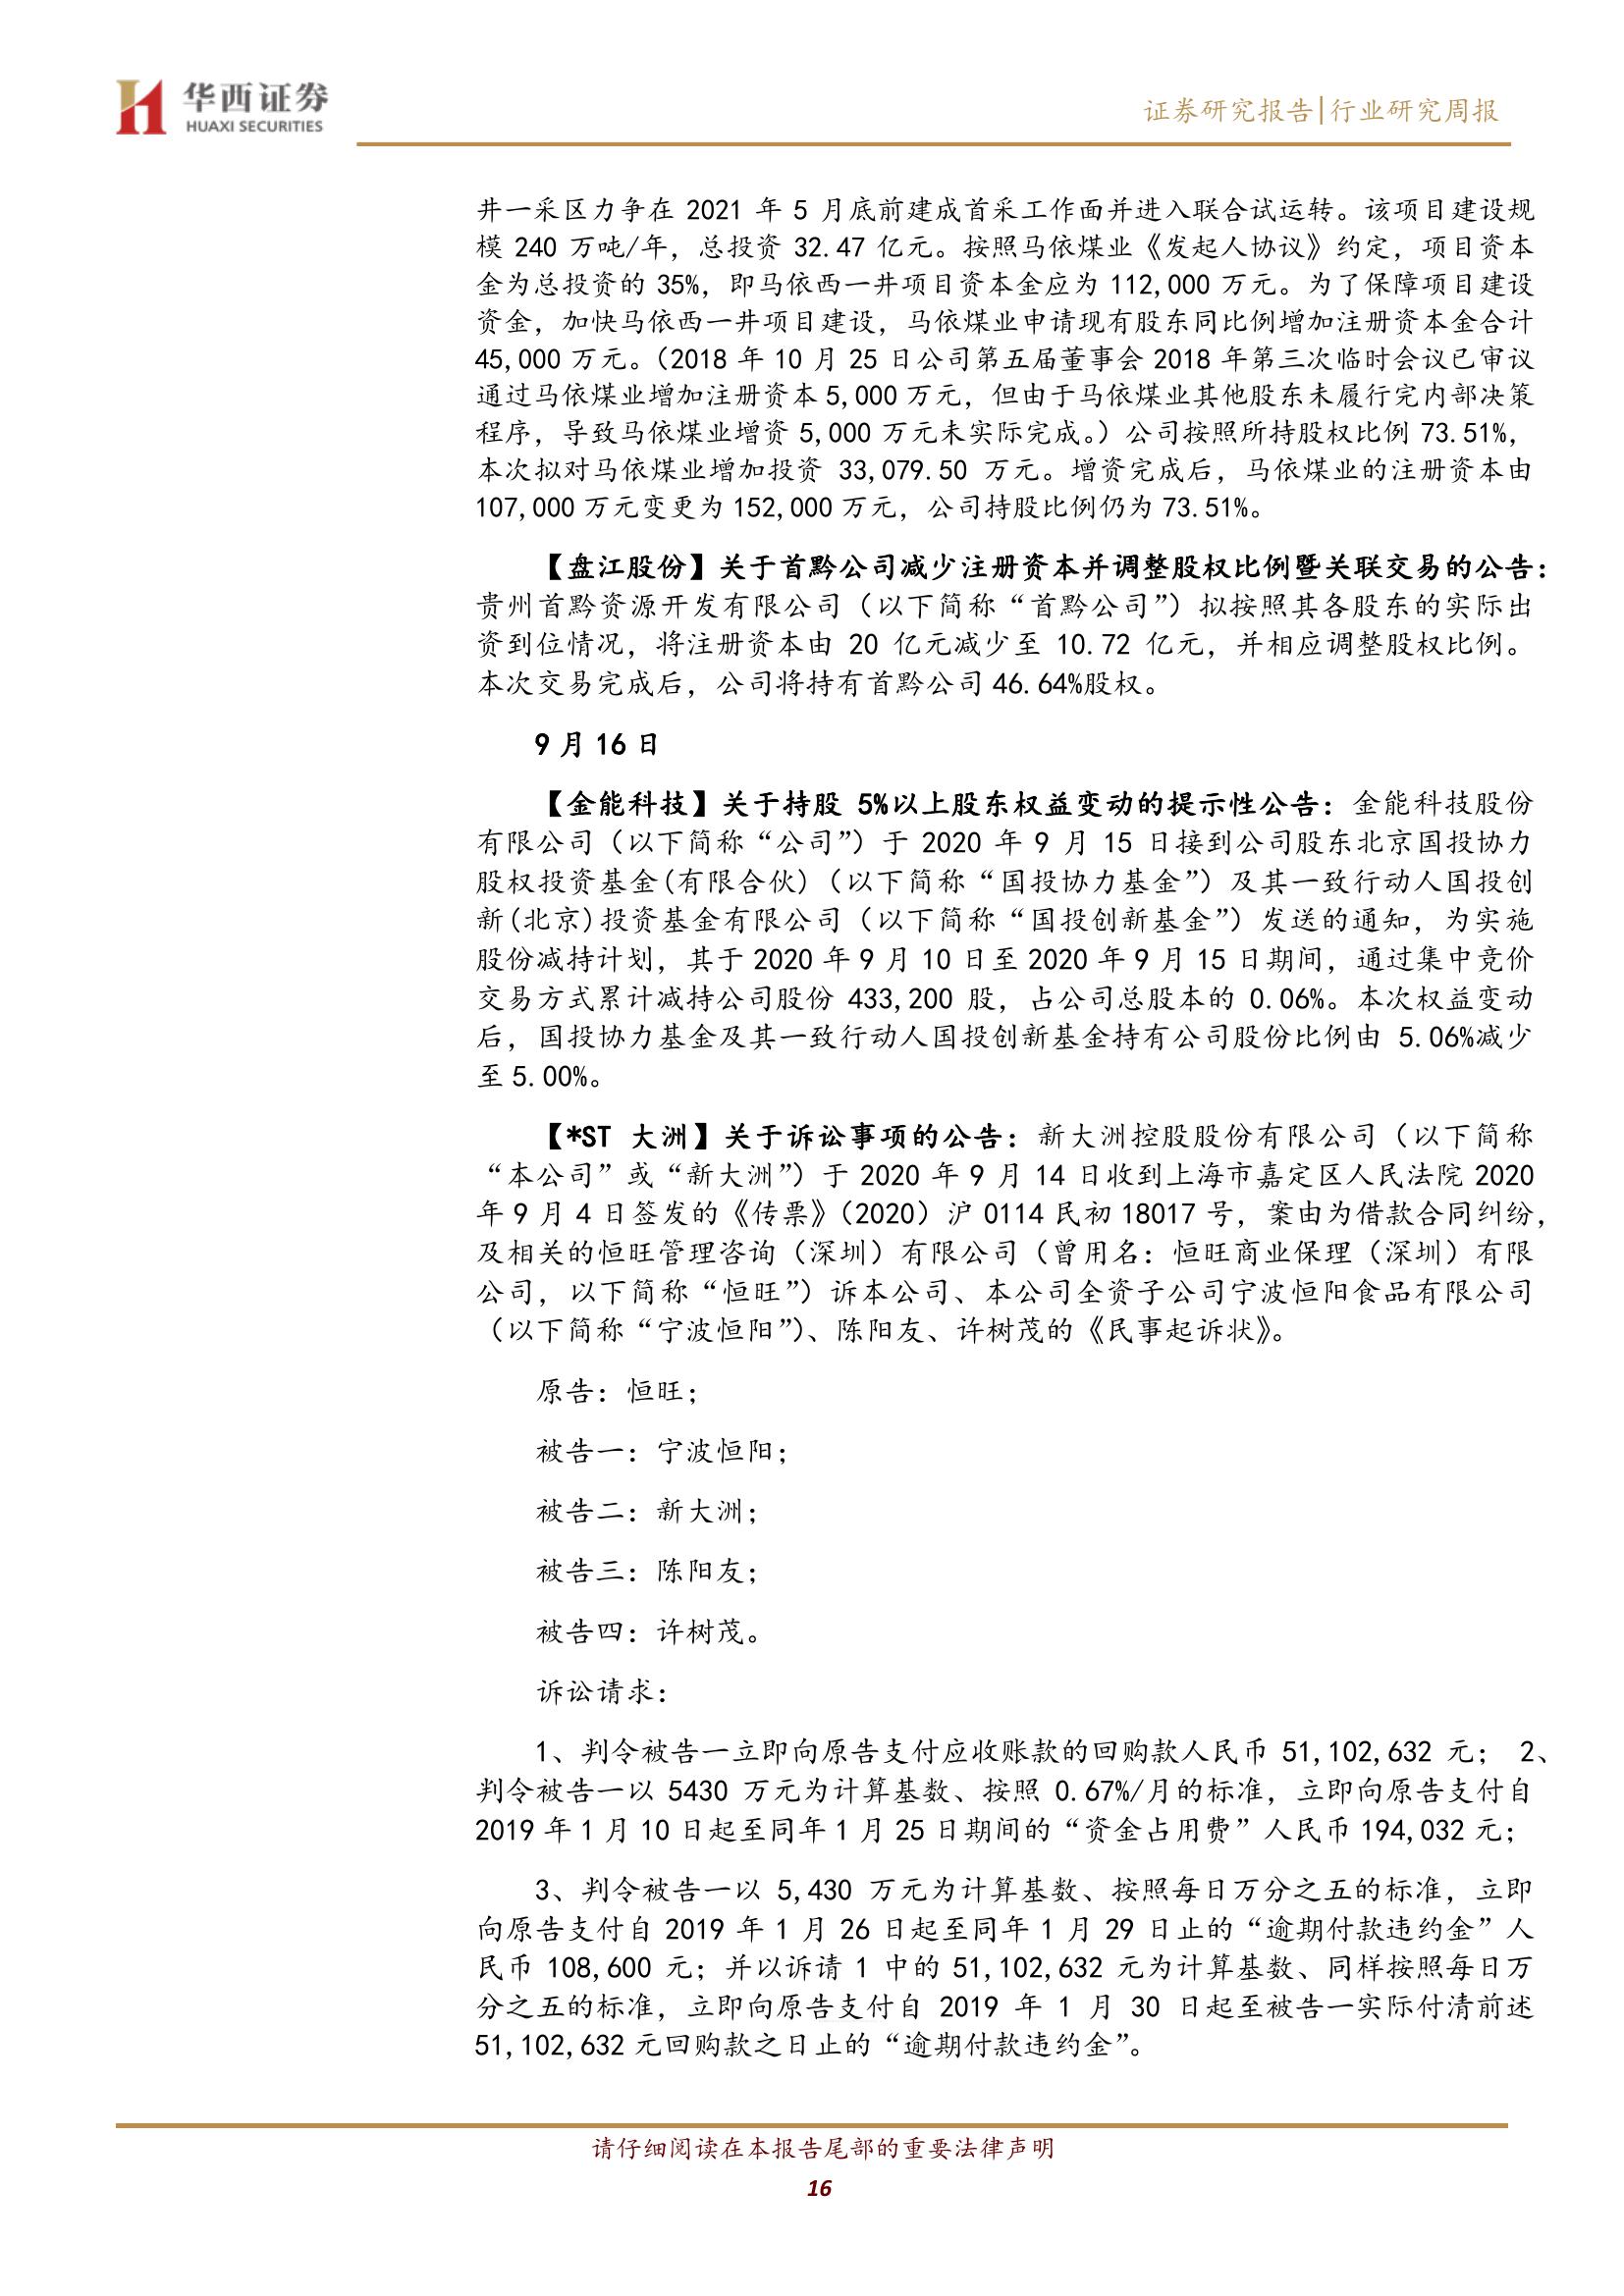 华西证券
HUAXI SECURITIES
证券研究报告|行业研究周报
井一采区力争在 2021 年 5 月底前建成首采工作面并进入联合试运转。该项目建设规
模 240 万吨/年，总投资 32.47 亿元。按照马依煤业《发起人协议》约定，项目资本
金为总投资的 35%，即马依西一井项目资本金应为 112,000 万元。为了保障项目建设
资金，加快马依西一井项目建设，马依煤业申请现有股东同比例增加注册资本金合计
45,000 万元。（2018 年 10 月 25 日公司第五届董事会 2018 年第三次临时会议已审议
通过马依煤业增加注册资本 5,000 万元，但由于马依煤业其他股东未履行完内部决策
程序，导致马依煤业增资 5,000 万元未实际完成。）公司按照所持股权比例 73.51%，
本次拟对马依煤业增加投资 33,079.50 万元。增资完成后，马依煤业的注册资本由
107,000 万元变更为 152,000 万元，公司持股比例仍为 73.51%。
【盘江股份】关于首黔公司减少注册资本并调整股权比例暨关联交易的公告：
贵州首黔资源开发有限公司（以下简称“首黔公司”）拟按照其各股东的实际出
资到位情况，将注册资本由 20 亿元减少至 10.72 亿元，并相应调整股权比例。
本次交易完成后，公司将持有首黔公司 46.64%股权。
9 月 16 日
【金能科技】关于持股 5%以上股东权益变动的提示性公告：金能科技股份
有限公司（以下简称“公司”）于 2020 年 9 月 15 日接到公司股东北京国投协力
股权投资基金(有限合伙)（以下简称“国投协力基金”）及其一致行动人国投创
新(北京)投资基金有限公司（以下简称“国投创新基金”）发送的通知，为实施
股份减持计划，其于 2020 年 9 月 10 日至 2020 年 9 月 15 日期间，通过集中竞价
交易方式累计减持公司股份 433,200 股，占公司总股本的 0.06%。本次权益变动
后，国投协力基金及其一致行动人国投创新基金持有公司股份比例由 5.06%减少
至 5.00%。
【*ST 大洲】关于诉讼事项的公告：新大洲控股股份有限公司（以下简称
“本公司”或“新大洲”）于 2020 年 9 月 14 日收到上海市嘉定区人民法院 2020
年 9 月 4 日签发的《传票》（2020）沪 0114 民初 18017 号，案由为借款合同纠纷，
及相关的恒旺管理咨询（深圳）有限公司（曾用名：恒旺商业保理（深圳）有限
公司，以下简称“恒旺”）诉本公司、本公司全资子公司宁波恒阳食品有限公司
（以下简称“宁波恒阳”）、陈阳友、许树茂的《民事起诉状》。
原告：恒旺；
被告一：宁波恒阳；
被告二：新大洲；
被告三：陈阳友；
被告四：许树茂。
诉讼请求：
1、判令被告一立即向原告支付应收账款的回购款人民币 51,102,632 元； 2、
判令被告一以 5430 万元为计算基数、按照 0.67%/月的标准，立即向原告支付自
2019 年 1 月 10 日起至同年 1 月 25 日期间的“资金占用费”人民币 194,032 元；
3、判令被告一以 5,430 万元为计算基数、按照每日万分之五的标准，立即
向原告支付自 2019 年 1 月 26 日起至同年 1 月 29 日止的“逾期付款违约金”人
民币 108,600 元；并以诉请 1 中的 51,102,632 元为计算基数、同样按照每日万
分之五的标准，立即向原告支付自 2019 年 1 月 30 日起至被告一实际付清前述
51,102,632 元回购款之日止的“逾期付款违约金”。
请仔细阅读在本报告尾部的重要法律声明
16